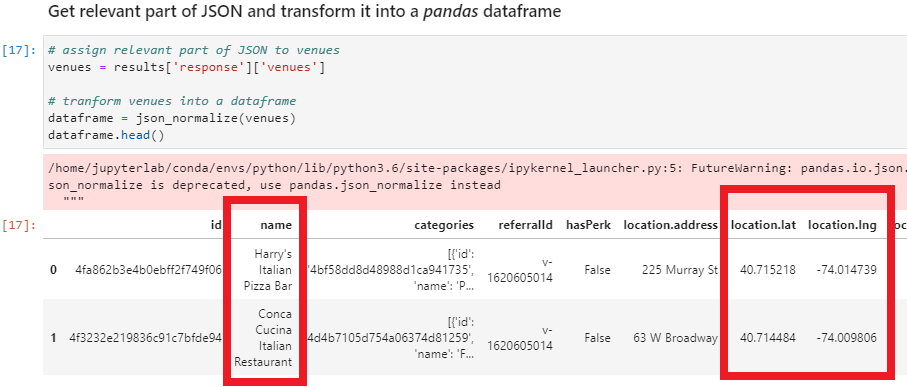 Get relevant part of JSON and transform it into a pandas dataframe
[17]:
# assign relevant part of JSON to venues
venues = results['response']['venues']
# tranform venues into a dataframe
dataframe = json_normalize(venues)
dataframe.head()
/home/jupyterlab/conda/envs/python/lib/python3.6/site-packages/ipykernel_launcher.py:5: FutureWarning: pandas.io.json.
son_normalize is deprecated, use pandas.json_normalize instead
"""
[17]:
id name categories referralId hasPerk location.address location.lat location.lng
0 4fa862b3e4b0ebff2f749f06 Harry's Italian Pizza Bar [{'id': '4bf58dd8d48988d1ca941735', 'name': 'P... v-1620605014 False 225 Murray St 40.715218 -74.014739
1 4f3232e219836c91c7bfde94 Conca Cucina Italian Restaurant [{'id': 4d4b7105d754a06374d81259', 'name': 'F... v-1620605014 False 63 W Broadway 40.714484 -74.009806